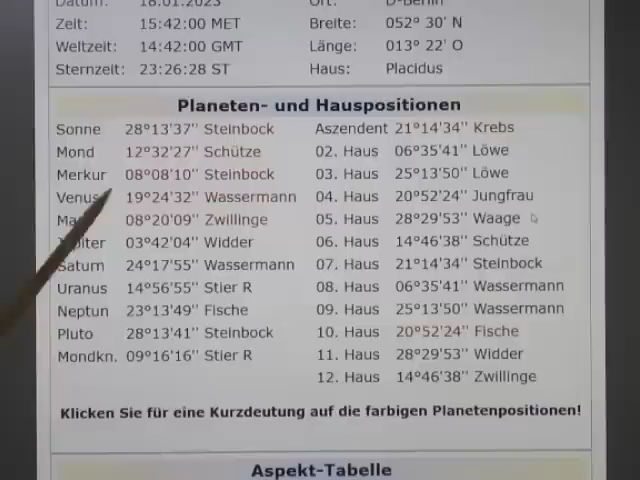 Datum: 18.01.2023 Ort: D-Berlin
Zeit: 15:42:00 MET Breite: 052° 30' N
Weltzeit: 14:42:00 GMT Länge: 013° 22' O
Sternzeit: 23:26:28 ST Haus: Placidus
Planeten- und Hauspositionen
Sonne 28°13'37" Steinbock Aszendent 21°14'34" Krebs
Mond 12°32'27" Schütze 02. Haus 06°35'41" Löwe
Merkur 08°08'10" Steinbock 03. Haus 25°13'50" Löwe
Venus 19°24'32" Wassermann 04. Haus 20°52'24" Jungfrau
08°20'09" Zwillinge 05. Haus 28°29'53" Waage
Jupiter 03°42'04" Widder 06. Haus 14°46'38" Schütze
Saturn 24°17'55" Wassermann 07. Haus 21°14'34" Steinbock
Uranus 14°56'55" Stier R 08. Haus 06°35'41" Wassermann
Neptun 23°13'49" Fische 09. Haus 25°13'50" Wassermann
Pluto 28°13'41" Steinbock 10. Haus 20°52'24" Fische
Mondkn. 09°16'16" Stier R 11. Haus 28°29'53" Widder
12. Haus 14°46'38" Zwillinge
Klicken Sie für eine Kurzdeutung auf die farbigen Planetenpositionen!
Aspekt-Tabelle